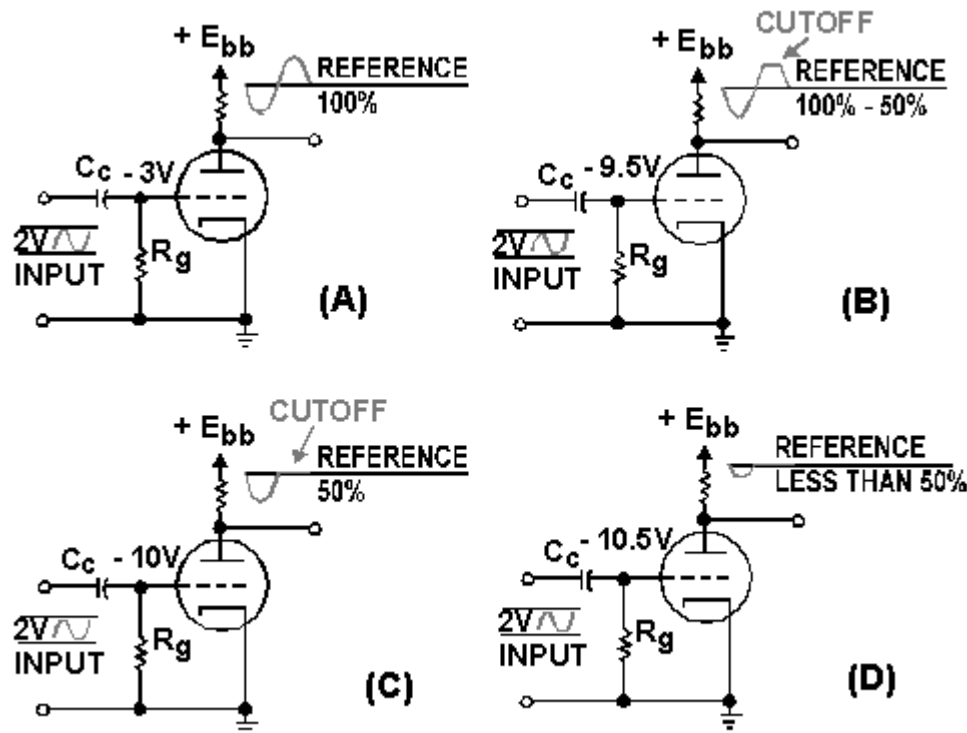 + Ebb
REFERENCE
100%
Cc
- 3V
2V
INPUT
Rg
(A)
CUTOFF
+ Ebb
REFERENCE
100% - 50%
Cc
- 9.5V
2V
INPUT
Rg
(B)
CUTOFF
+ Ebb
REFERENCE
50%
Cc
- 10V
2V
INPUT
Rg
(C)
+ Ebb
REFERENCE
LESS THAN 50%
Cc
- 10.5V
2V
INPUT
Rg
(D)